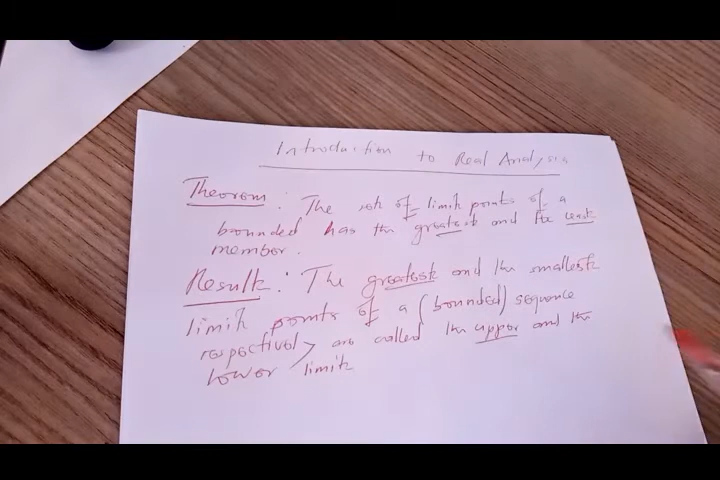 Introduction to Real Analysis
Theorem: The set of limit points of a
bounded has the greatest and the least
member.
Result: The greatest and the smallest
limit points of a (bounded) sequence
respectively are called the upper and the
lower limit